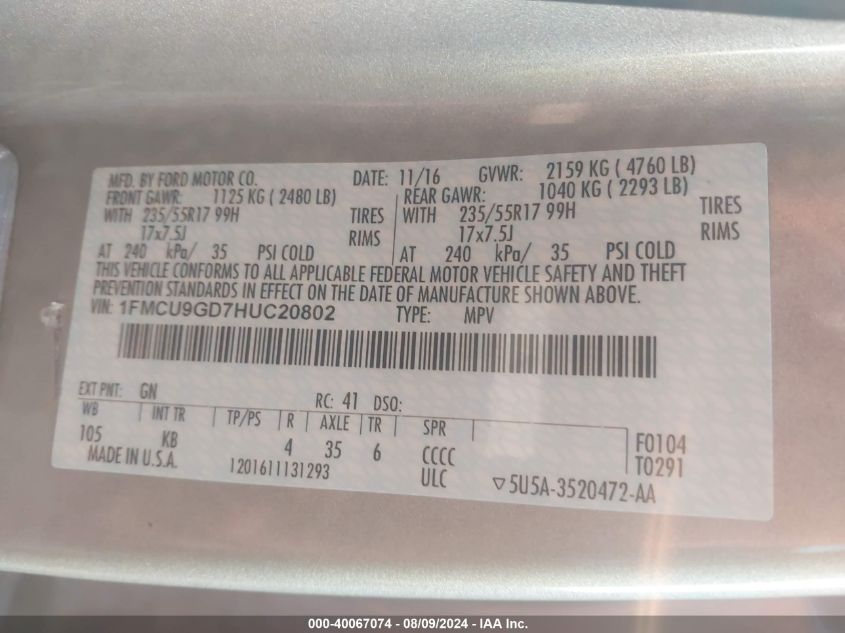 MFD. BY FORD MOTOR CO. DATE: 11/16 GVWR: 2159 KG ( 4760 LB)
FRONT GAWR: 1125 KG ( 2480 LB) REAR GAWR: 1040 KG ( 2293 LB)
WITH 235/55R17 99H TIRES WITH 235/55R17 99H TIRES
17x7.5J RIMS 17x7.5J RIMS
AT 240 kPa/ 35 PSI COLD AT 240 kPa/ 35 PSI COLD
THIS VEHICLE CONFORMS TO ALL APPLICABLE FEDERAL MOTOR VEHICLE SAFETY AND THEFT
PREVENTION STANDARDS IN EFFECT ON THE DATE OF MANUFACTURE SHOWN ABOVE.
VIN: 1FMCU9GD7HUC20802 TYPE: MPV
EXT PNT: GN RC: 41 DSO:
WB INT TR TP/PS R AXLE TR SPR
105 KB 4 35 6 CCCC F0104
MADE IN U.S.A. 1201611131293 ULC T0291
▽5U5A-3520472-AA
000-40067074 - 08/09/2024 - IAA Inc.